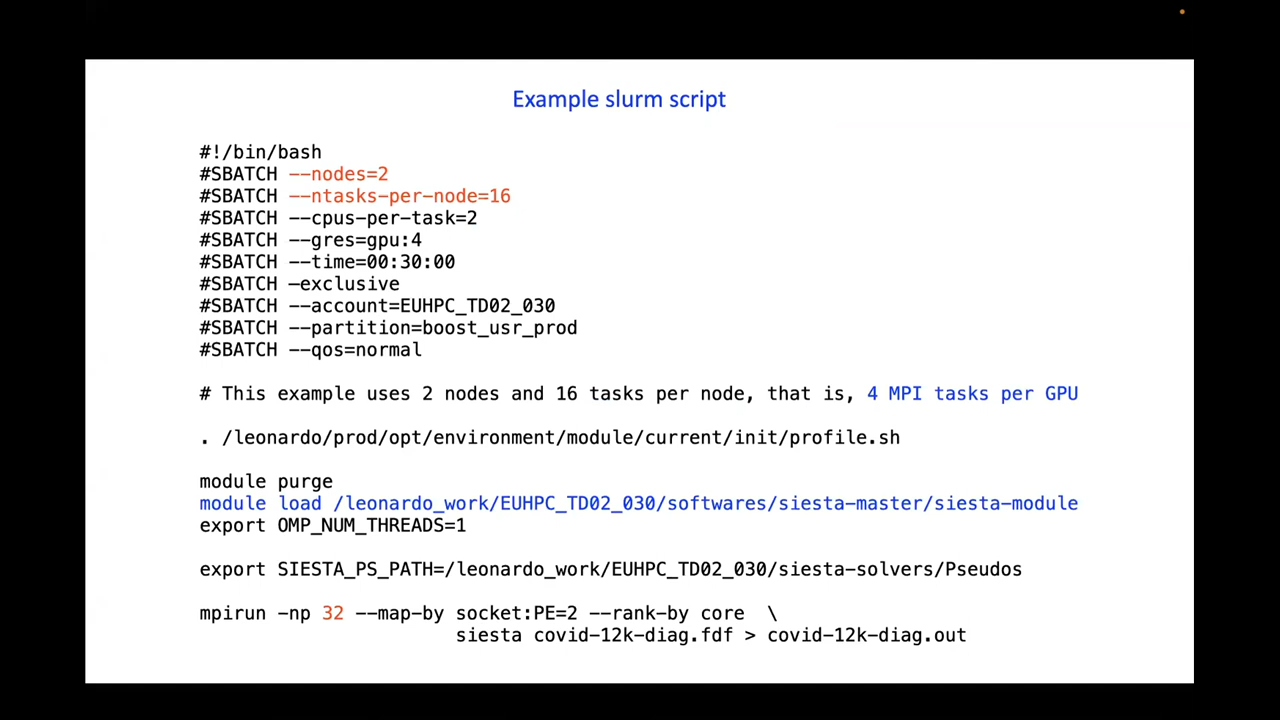 Example slurm script
#!/bin/bash
#SBATCH --nodes=2
#SBATCH --ntasks-per-node=16
#SBATCH --cpus-per-task=2
#SBATCH --gres=gpu:4
#SBATCH --time=00:30:00
#SBATCH –exclusive
#SBATCH --account=EUHPC_TD02_030
#SBATCH --partition=boost_usr_prod
#SBATCH --qos=normal
# This example uses 2 nodes and 16 tasks per node, that is, 4 MPI tasks per GPU
. /leonardo/prod/opt/environment/module/current/init/profile.sh
module purge
module load /leonardo_work/EUHPC_TD02_030/softwares/siesta-master/siesta-module
export OMP_NUM_THREADS=1
export SIESTA_PS_PATH=/leonardo_work/EUHPC_TD02_030/siesta-solvers/Pseudos
mpirun -np 32 --map-by socket:PE=2 --rank-by core \
siesta covid-12k-diag.fdf > covid-12k-diag.out